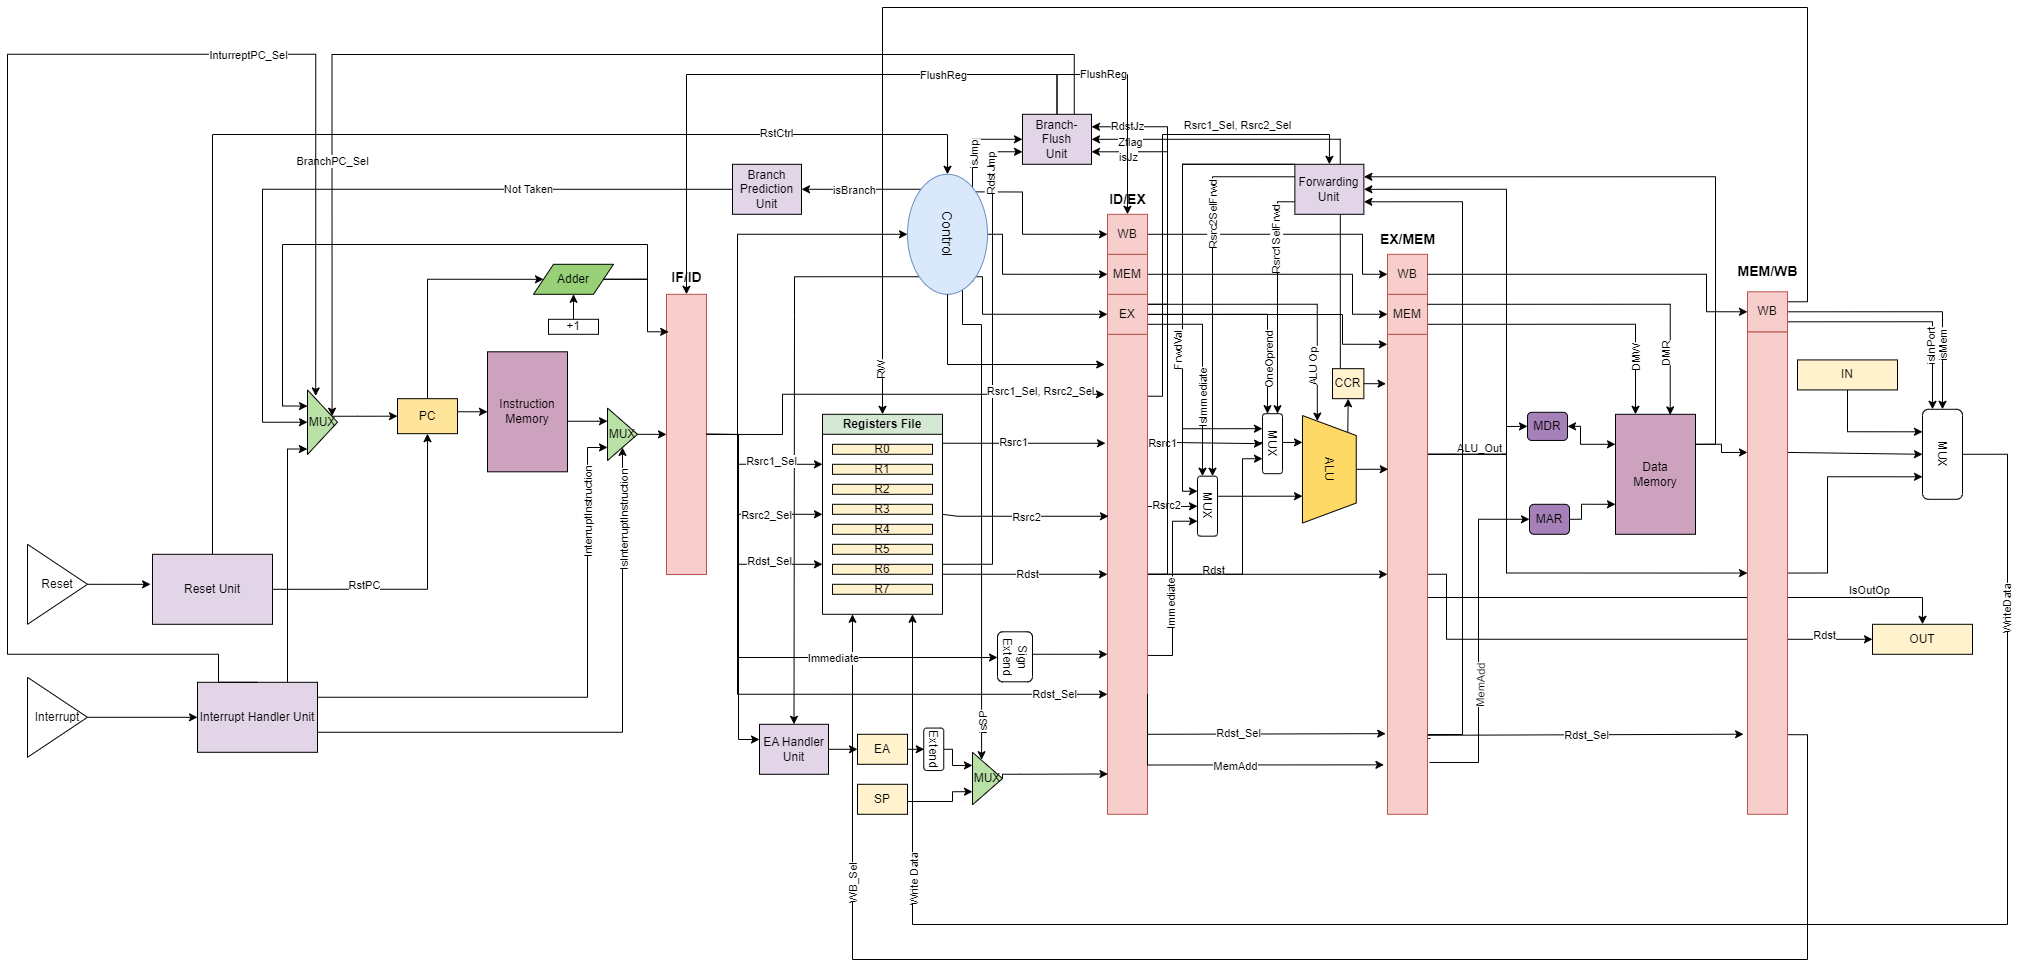 InturreptPC_Sel
FlushReg
FlushReg
RstCtrl
BranchPC_Sel
Not Taken
Branch
Prediction
Unit
isBranch
Control
isJmp
RdstJmp
Branch-
Flush
Unit
RdstJz
Zflag
isJz
Rsrc1_Sel, Rsrc2_Sel
Forwarding
Unit
Rsrc2SelFrwd
Rsrc1SelFrwd
ID/EX
WB
MEM
EX
EX/MEM
WB
MEM
MEM/WB
WB
IF/ID
Adder
+1
MUX
PC
Instruction
Memory
MUX
InterruptInstruction
IsInterruptInstruction
RW
Rsrc1_Sel, Rsrc2_Sel
FrwdVal
IsImmediate
OneOprend
ALU Op
CCR
DMW
DMR
isInPort
isMem
IN
Registers File
R0
R1
R2
R3
R4
R5
R6
R7
Rsrc1_Sel
Rsrc2_Sel
Rdst_Sel
Rsrc1
Rsrc2
Rdst
Rsrc1
Rsrc2
MUX
MUX
ALU
ALU_Out
MDR
MAR
Data
Memory
MUX
Rdst
Immediate
Reset
Reset Unit
RstPC
Interrupt
Interrupt Handler Unit
Immediate
Sign
Extend
Rdst_Sel
EA Handler
Unit
EA
Extend
SP
MUX
isSP
Rdst_Sel
MemAdd
MemAdd
Rdst_Sel
IsOutOp
Rdst
OUT
WriteData
WB_Sel
Write Data